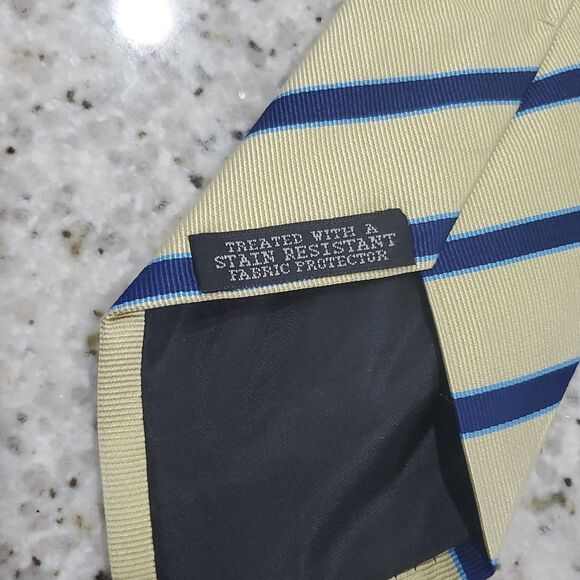 TREATED WITH A
STAIN RESISTANT
FABRIC PROTECTOR